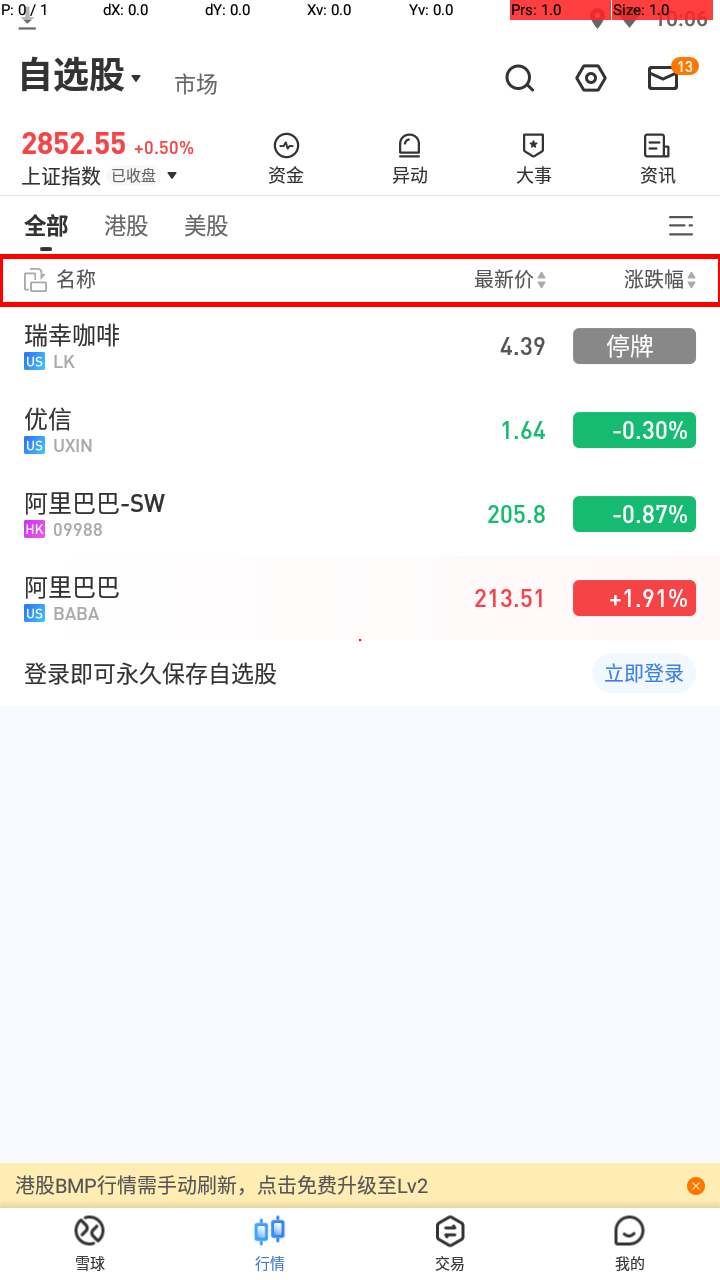 P: 0 / 1 dX: 0.0 dY: 0.0 Xv: 0.0 Yv: 0.0 Prs: 1.0 Size: 1.0
10:06
自选股 市场 13
2852.55 +0.50%
上证指数 已收盘 资金 异动 大事 资讯
全部 港股 美股
名称 最新价 涨跌幅
瑞幸咖啡 4.39 停牌
US LK
优信 1.64 -0.30%
US UXIN
阿里巴巴-SW 205.8 -0.87%
HK 09988
阿里巴巴 213.51 +1.91%
US BABA
登录即可永久保存自选股 立即登录
港股BMP行情需手动刷新，点击免费升级至Lv2
雪球 行情 交易 我的